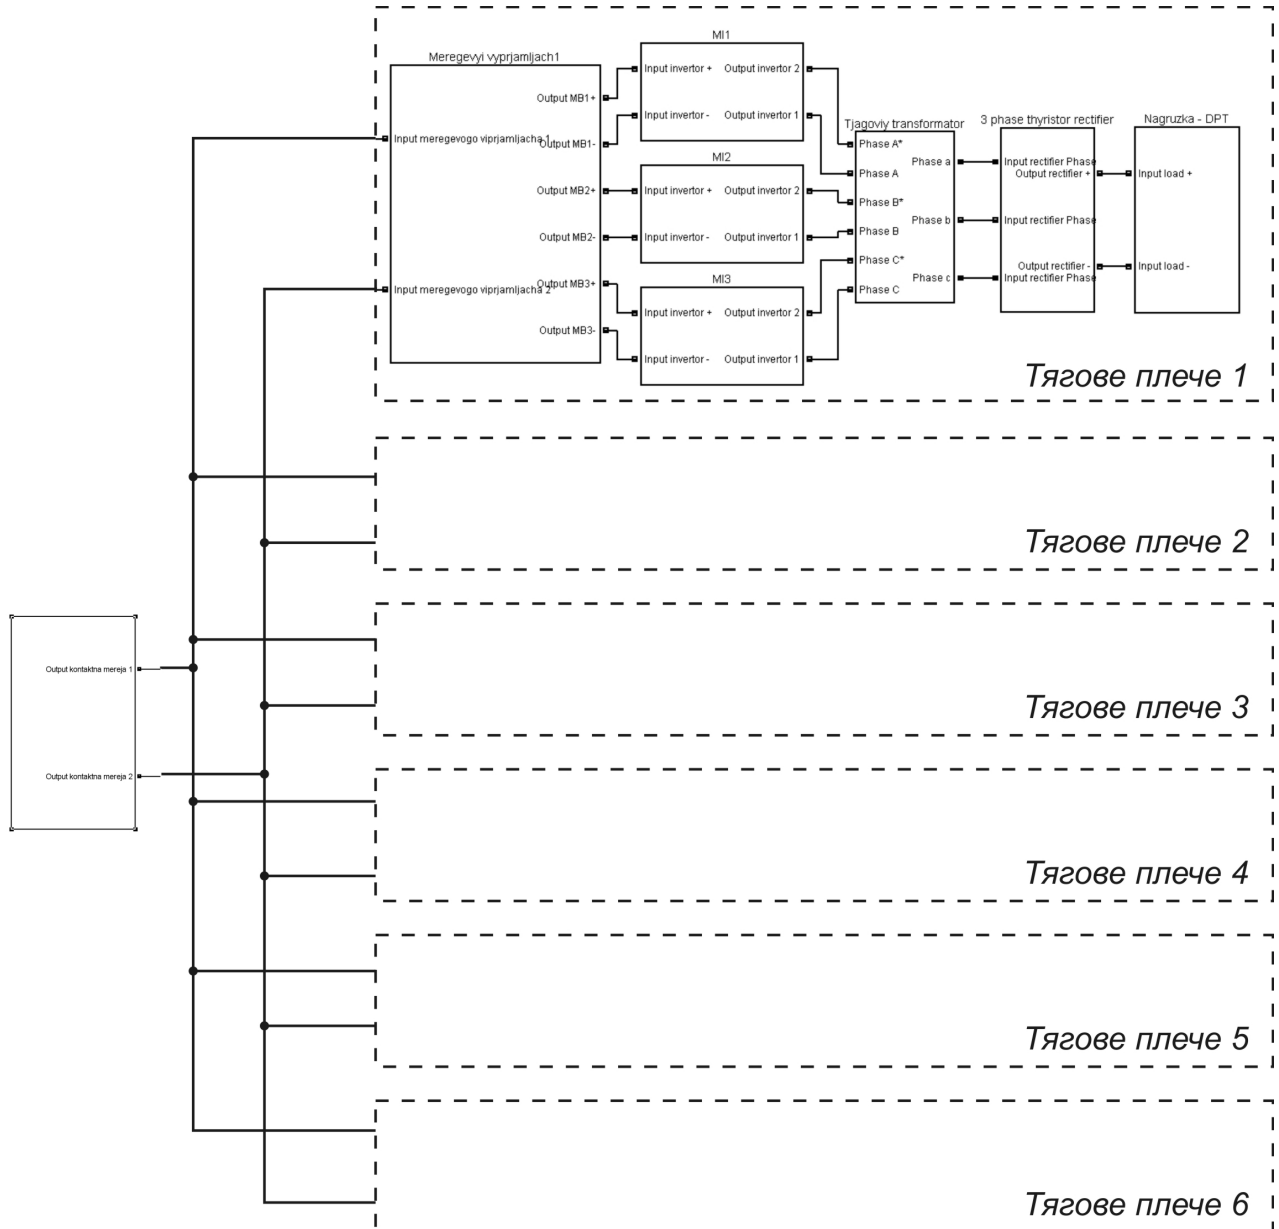 MI1
Meregevyi vyprjamljach1
Input invertor +
Output invertor 2
Output MB1+
Input invertor -
Output invertor 1
Tjagoviy transformator
3 phase thyristor rectifier
Nagruzka - DPT
Input meregevogo viprjamljacha 1
Output MB1-
Phase A*
MI2
Phase a
Input rectifier Phase
Phase A
Output rectifier +
Input load +
Output MB2+
Input invertor +
Output invertor 2
Phase B*
Phase b
Input rectifier Phase
Output MB2-
Input invertor -
Output invertor 1
Phase B
Phase C*
Output rectifier -
Input load -
MI3
Phase c
Input rectifier Phase
Input meregevogo viprjamljacha 2
Output MB3+
Phase C
Input invertor +
Output invertor 2
Output MB3-
Input invertor -
Output invertor 1
Тягове плече 1
Тягове плече 2
Output kontaktna mereja 1
Тягове плече 3
Output kontaktna mereja 2
Тягове плече 4
Тягове плече 5
Тягове плече 6